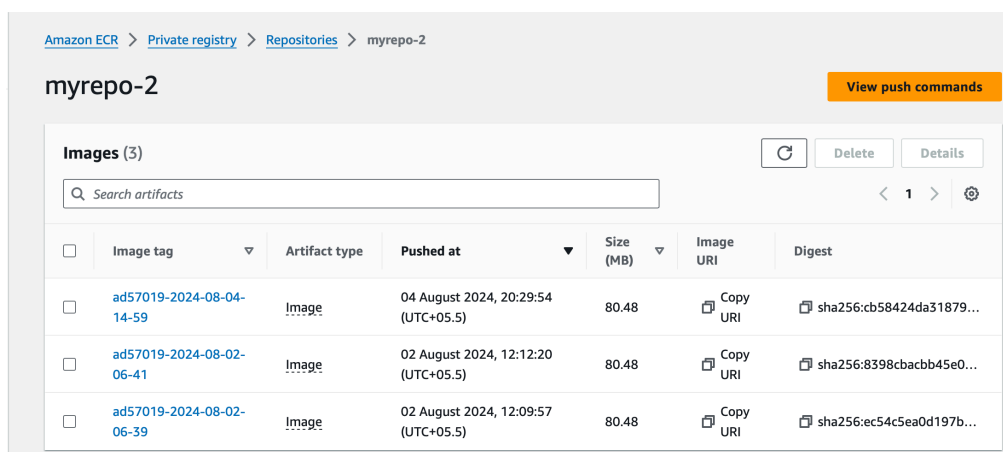 Amazon ECR > Private registry > Repositories > myrepo-2
myrepo-2
View push commands
Images (3)
Delete
Details
Search artifacts
1
Image tag
Artifact type
Pushed at
Size
(MB)
Image
URI
Digest
ad57019-2024-08-04-
14-59
Image
04 August 2024, 20:29:54
(UTC+05.5)
80.48
Copy
URI
sha256:cb58424da31879...
ad57019-2024-08-02-
06-41
Image
02 August 2024, 12:12:20
(UTC+05.5)
80.48
Copy
URI
sha256:8398cbacbb45e0...
ad57019-2024-08-02-
06-39
Image
02 August 2024, 12:09:57
(UTC+05.5)
80.48
Copy
URI
sha256:ec54c5ea0d197b...